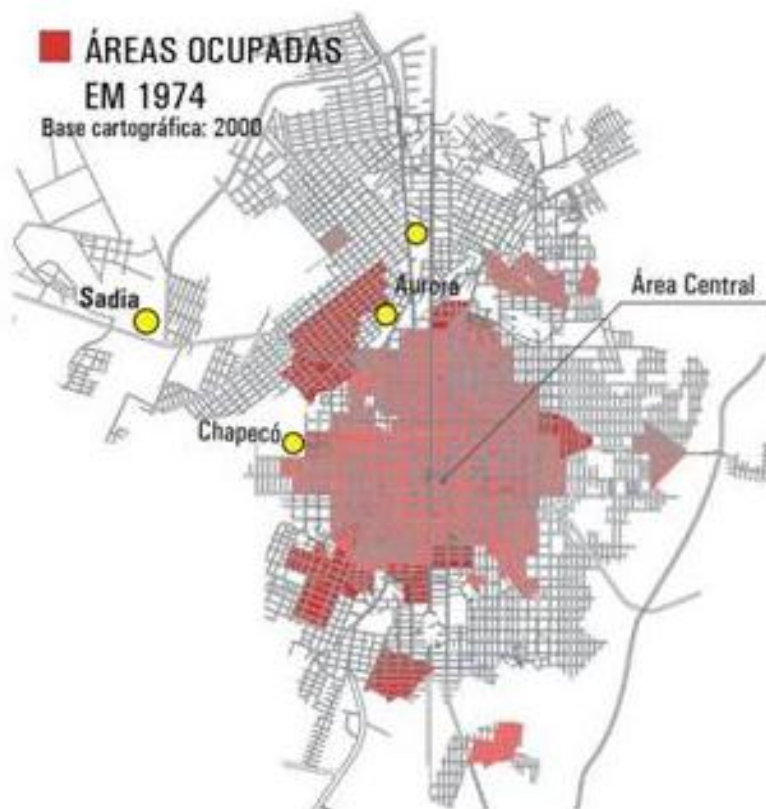 ÁREAS OCUPADAS
EM 1974
Base cartográfica: 2000
Área Central
Aurora
Sadia
Chapecó